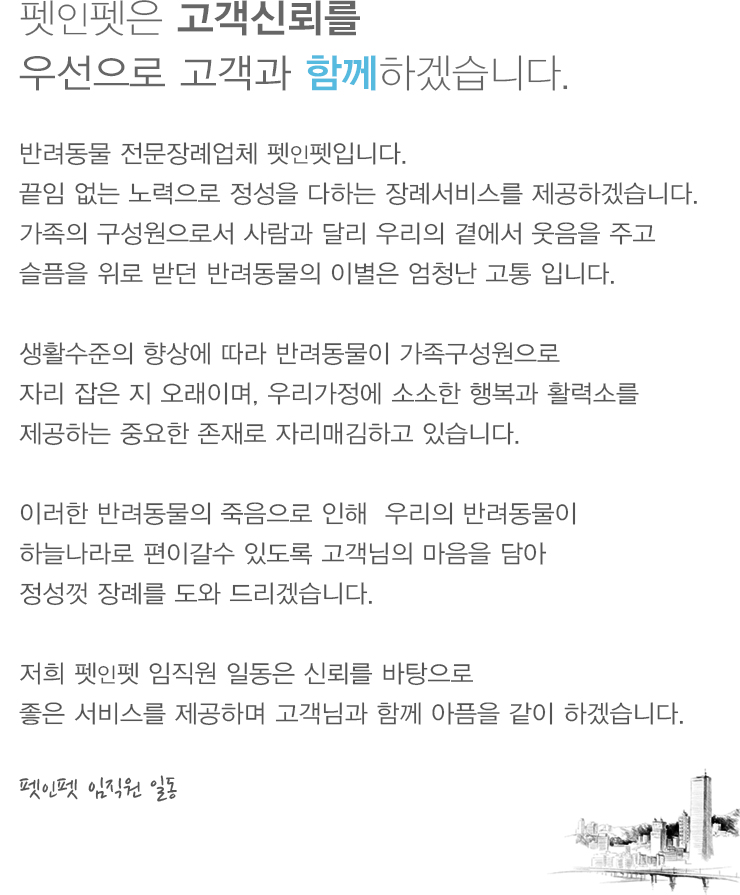 펫인펫은 고객신뢰를
우선으로 고객과 함께하겠습니다.
반려동물 전문장례업체 펫인펫입니다.
끝임 없는 노력으로 정성을 다하는 장례서비스를 제공하겠습니다.
가족의 구성원으로서 사람과 달리 우리의 곁에서 웃음을 주고
슬픔을 위로 받던 반려동물의 이별은 엄청난 고통 입니다.
생활수준의 향상에 따라 반려동물이 가족구성원으로
자리 잡은 지 오래이며, 우리가정에 소소한 행복과 활력소를
제공하는 중요한 존재로 자리매김하고 있습니다.
이러한 반려동물의 죽음으로 인해 우리의 반려동물이
하늘나라로 편이갈수 있도록 고객님의 마음을 담아
정성껏 장례를 도와 드리겠습니다.
저희 펫인펫 임직원 일동은 신뢰를 바탕으로
좋은 서비스를 제공하며 고객님과 함께 아픔을 같이 하겠습니다.
펫인펫 임직원 일동